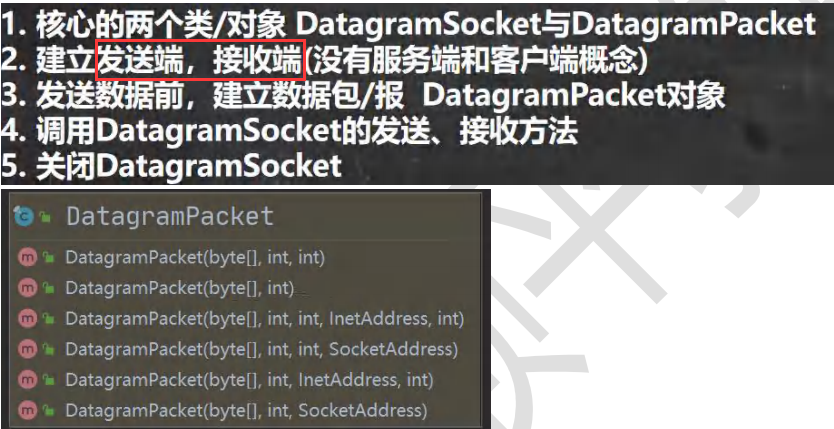 1. 核心的两个类/对象 DatagramSocket与DatagramPacket
2. 建立发送端，接收端(没有服务端和客户端概念)
3. 发送数据前，建立数据包/报 DatagramPacket对象
4. 调用DatagramSocket的发送、接收方法
5. 关闭DatagramSocket
DatagramPacket
DatagramPacket(byte[], int, int)
DatagramPacket(byte[], int)
DatagramPacket(byte[], int, int, InetAddress, int)
DatagramPacket(byte[], int, int, SocketAddress)
DatagramPacket(byte[], int, InetAddress, int)
DatagramPacket(byte[], int, SocketAddress)